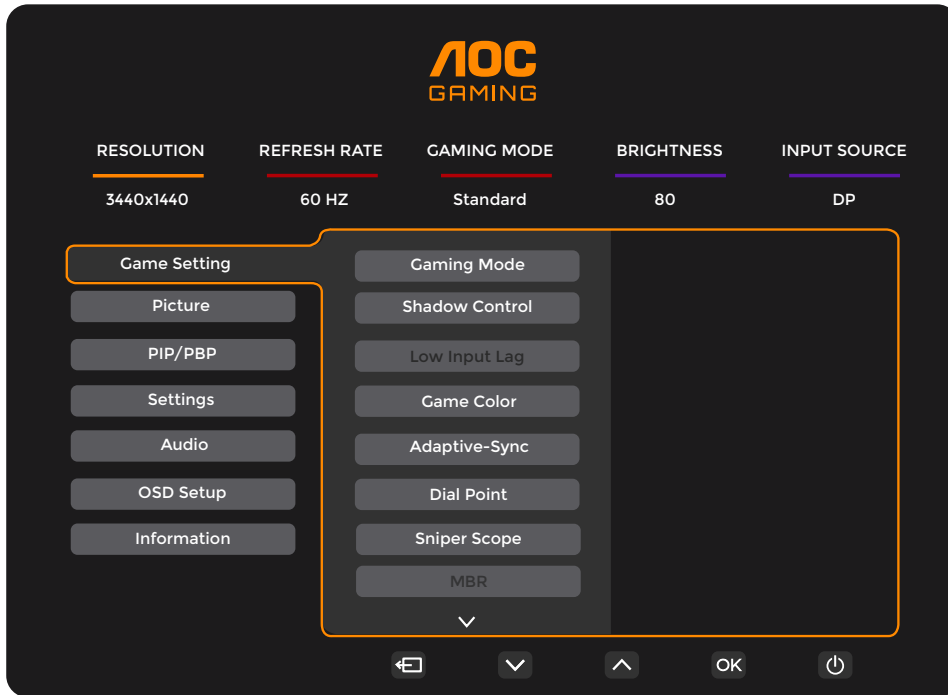 AOC
GAMING
RESOLUTION REFRESH RATE GAMING MODE BRIGHTNESS INPUT SOURCE
3440x1440 60 HZ Standard 80 DP
Game Setting
Picture
PIP/PBP
Settings
Audio
OSD Setup
Information
Gaming Mode
Shadow Control
Low Input Lag
Game Color
Adaptive-Sync
Dial Point
Sniper Scope
MBR
OK